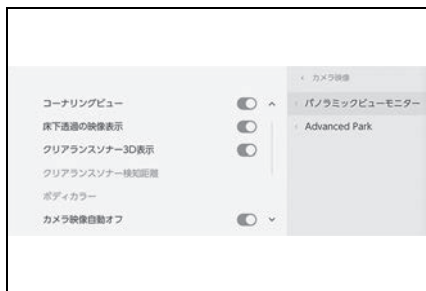 カメラ映像
コーナリングビュー
パノラミックビューモニター
床下透過の映像表示
Advanced Park
クリアランスソナー3D表示
クリアランスソナー検知距離
ボディカラー
カメラ映像自動オフ